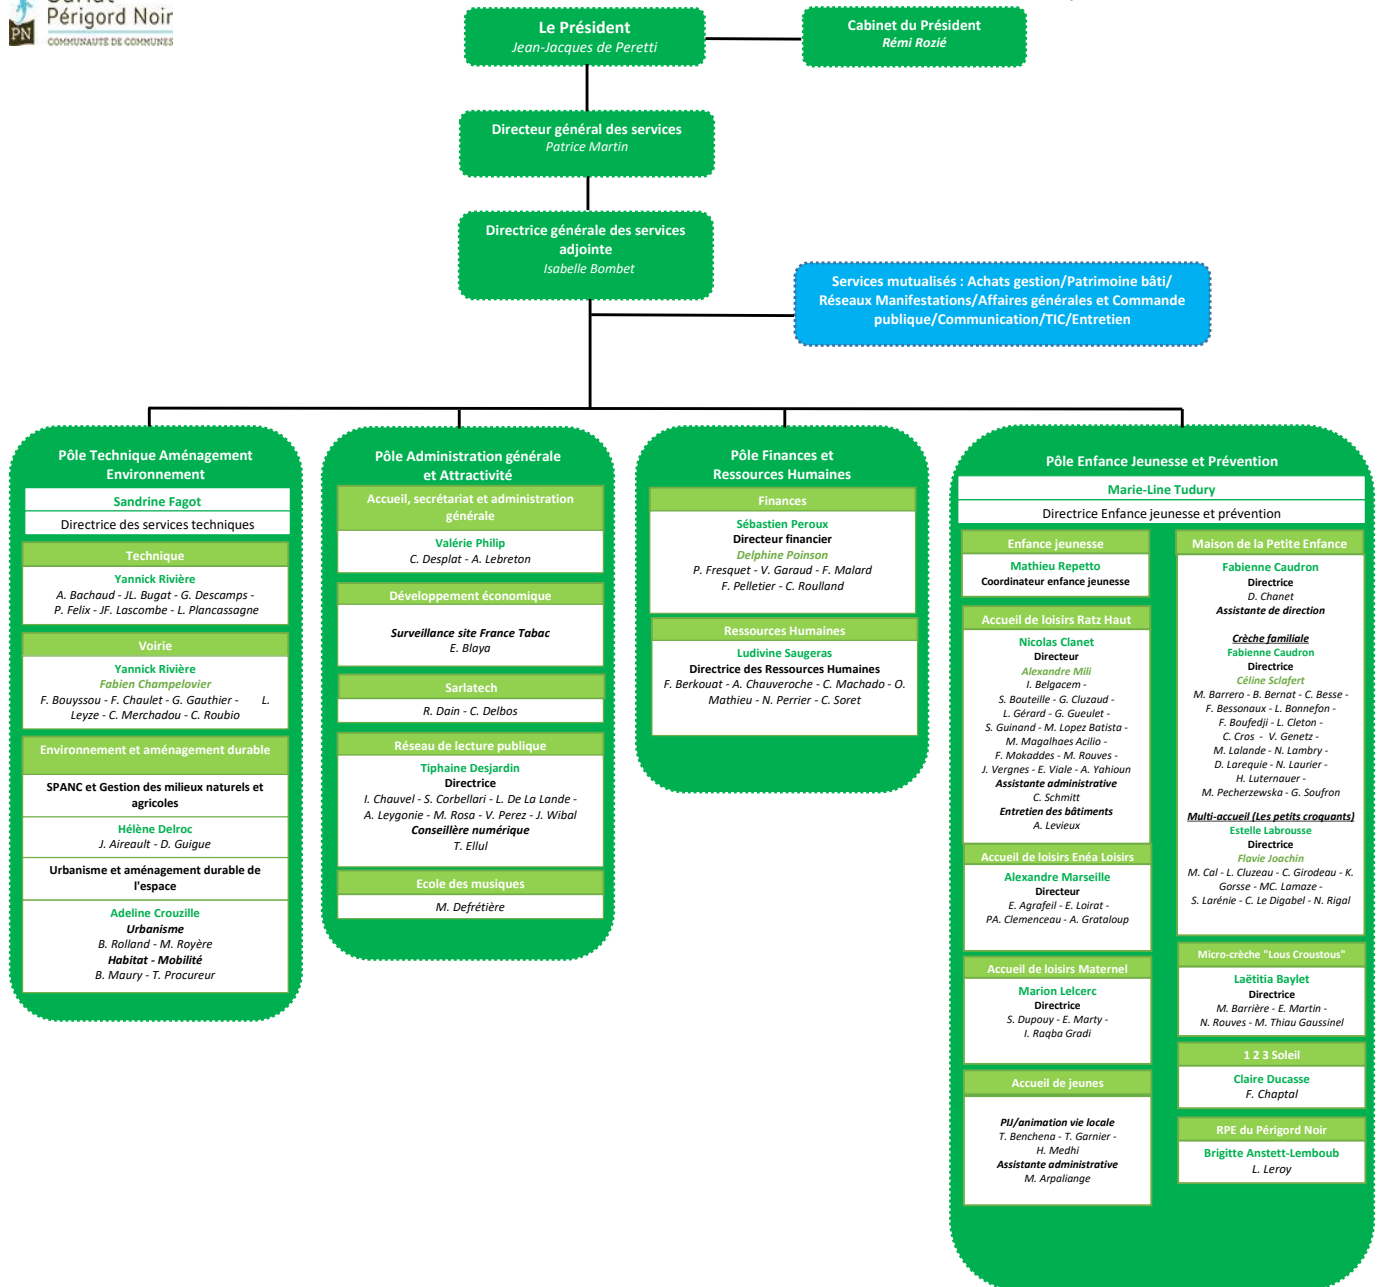 Périgord Noir
PN
COMMUNAUTÉ DE COMMUNES
Le Président
Jean-Jacques de Peretti
Cabinet du Président
Rémi Rozié
Directeur général des services
Patrice Martin
Directrice générale des services
adjointe
Isabelle Bombet
Services mutualisés : Achats gestion/Patrimoine bâti/
Réseaux Manifestations/Affaires générales et Commande
publique/Communication/TIC/Entretien
Pôle Technique Aménagement
Environnement
Sandrine Fagot
Directrice des services techniques
Technique
Yannick Rivière
A. Bachaud - JL. Bugat - G. Descamps -
P. Felix - JF. Lascombe - L. Plancassagne
Voirie
Yannick Rivière
Fabien Champelovier
F. Bouyssou - F. Chaulet - G. Gauthier - L.
Leyze - C. Merchadou - C. Roubio
Environnement et aménagement durable
SPANC et Gestion des milieux naturels et
agricoles
Hélène Delroc
J. Aireault - D. Guigue
Urbanisme et aménagement durable de
l'espace
Adeline Crouzille
Urbanisme
B. Rolland - M. Royère
Habitat - Mobilité
B. Maury - T. Procureur
Pôle Administration générale
et Attractivité
Accueil, secrétariat et administration
générale
Valérie Philip
C. Desplat - A. Lebreton
Développement économique
Surveillance site France Tabac
E. Blaya
Sarlatech
R. Dain - C. Delbos
Réseau de lecture publique
Tiphaine Desjardin
Directrice
I. Chauvel - S. Corbellari - L. De La Lande -
A. Leygonie - M. Rosa - V. Perez - J. Wibal
Conseillère numérique
T. Ellul
Ecole des musiques
M. Defrétière
Pôle Finances et
Ressources Humaines
Finances
Sébastien Peroux
Directeur financier
Delphine Poinson
P. Fresquet - V. Garaud - F. Malard
F. Pelletier - C. Roulland
Ressources Humaines
Ludivine Saugeras
Directrice des Ressources Humaines
F. Berkouat - A. Chauveroche - C. Machado - O.
Mathieu - N. Perrier - C. Soret
Pôle Enfance Jeunesse et Prévention
Marie-Line Tudury
Directrice Enfance jeunesse et prévention
Enfance jeunesse
Mathieu Repetto
Coordinateur enfance jeunesse
Accueil de loisirs Ratz Haut
Nicolas Clanet
Directeur
Alexandre Mili
I. Belgacem -
S. Bouteille - G. Cluzaud -
L. Gérard - G. Gueulet -
S. Guinand - M. Lopez Batista -
M. Magalhaes Acilio -
F. Mokaddes - M. Rouves -
J. Vergnes - E. Viale - A. Yahioun
Assistante administrative
C. Schmitt
Entretien des bâtiments
A. Levieux
Accueil de loisirs Enéa Loisirs
Alexandre Marseille
Directeur
E. Agrafeil - E. Loirat -
PA. Clemenceau - A. Grataloup
Accueil de loisirs Maternel
Marion Lelcerc
Directrice
S. Dupouy - E. Marty -
I. Raqba Gradi
Accueil de jeunes
PIJ/animation vie locale
T. Benchena - T. Garnier -
H. Medhi
Assistante administrative
M. Arpaliange
Maison de la Petite Enfance
Fabienne Caudron
Directrice
D. Chanet
Assistante de direction
Crèche familiale
Fabienne Caudron
Directrice
Céline Sclafert
M. Barrero - B. Bernat - C. Besse -
F. Bessonaux - L. Bonnefon -
F. Boufedji - L. Cleton -
C. Cros - V. Genetz -
M. Lalande - N. Lambry -
D. Larequie - N. Laurier -
H. Luternauer -
M. Pecherzewska - G. Soufron
Multi-accueil (Les petits croquants)
Estelle Labrousse
Directrice
Flavie Joachin
M. Cal - L. Cluzeau - C. Girodeau - K.
Gorsse - MC. Lamaze -
S. Larénie - C. Le Digabel - N. Rigal
Micro-crèche "Lous Croustous"
Laëtitia Baylet
Directrice
M. Barrière - E. Martin -
N. Rouves - M. Thiau Gaussinel
1 2 3 Soleil
Claire Ducasse
F. Chaptal
RPE du Périgord Noir
Brigitte Anstett-Lemboub
L. Leroy